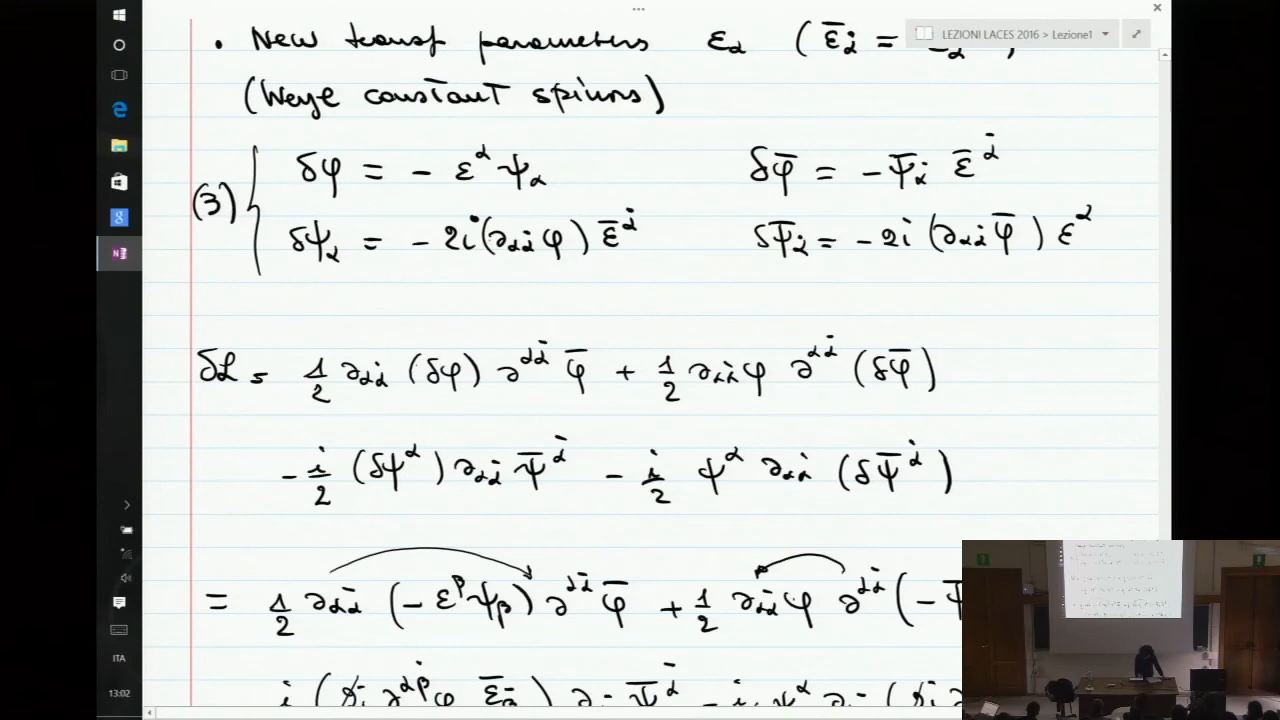 LEZIONI LACES 2016 > Lezione1
• New transf parameters ε_α ( ε̄_α̇ =
(Weyl constant spinors)
(3) { δφ = - ε^α ψ_α    δφ̄ = - ψ̄_α̇ ε̄^α̇
δψ_α = - 2i (∂_αα̇ φ) ε̄^α̇    δψ̄_α̇ = - 2i (∂_αα̇ φ̄) ε^α
δL = 1/2 ∂_αα̇ (δφ) ∂^αα̇ φ̄ + 1/2 ∂_αα̇ φ ∂^αα̇ (δφ̄)
- i/2 (δψ^α) ∂_αα̇ ψ̄^α̇ - i/2 ψ^α ∂_αα̇ (δψ̄^α̇)
= 1/2 ∂_αα̇ (- ε^β ψ_β) ∂^αα̇ φ̄ + 1/2 ∂_αα̇ φ ∂^αα̇ (- ψ̄
ITA
13:02